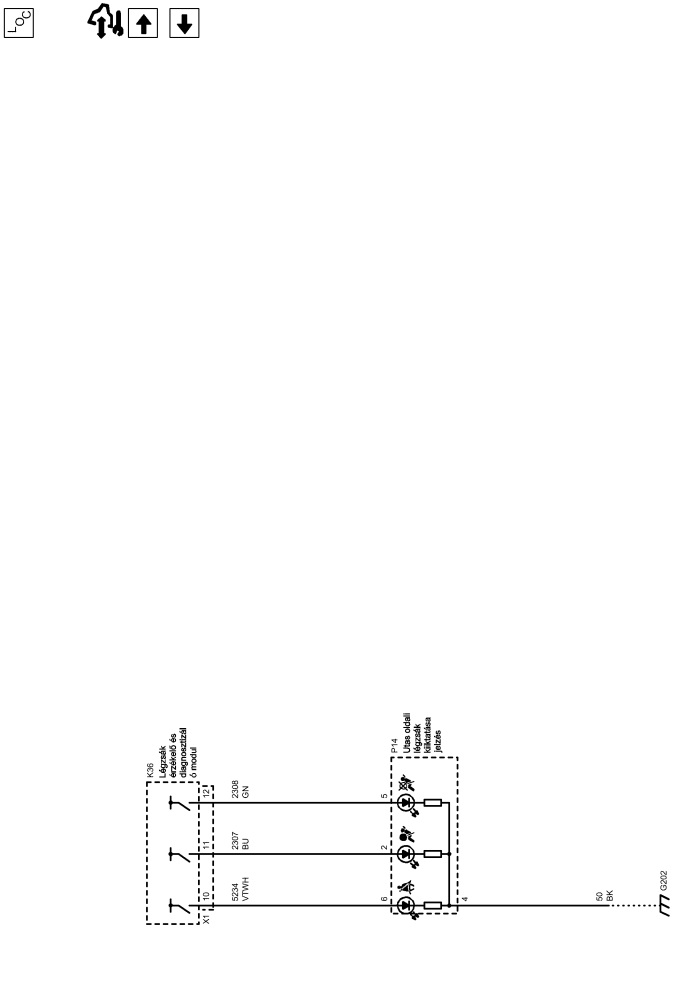 LOC
K36
Légzsák
érzékelő és
diagnosztizál
ó modul
X1
10
11
12
5234
VTWH
2307
BU
2308
GN
6
2
5
P14
Utas oldali
légzsák
kiiktatása
jelzés
4
50
BK
G202